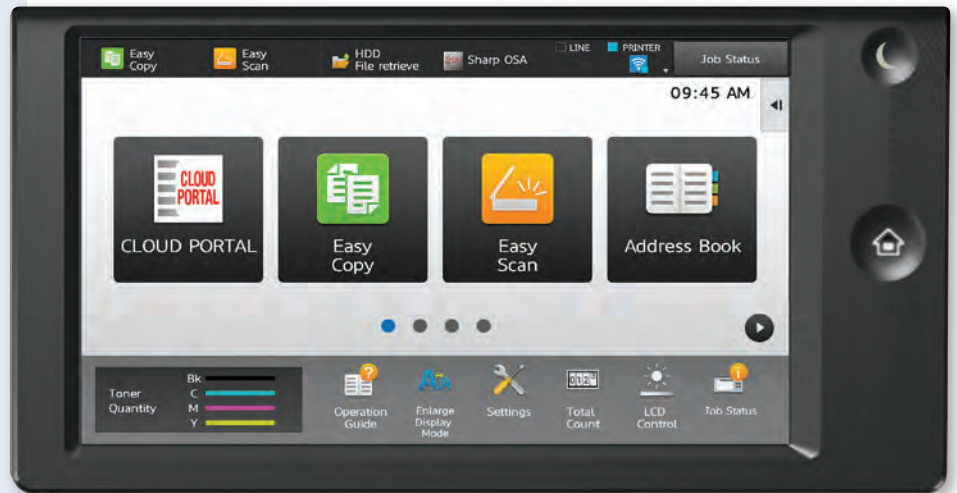 Easy
Copy
Easy
Scan
HDD
File retrieve
Sharp OSA
LINE
PRINTER
Job Status
09:45 AM
CLOUD
PORTAL
CLOUD PORTAL
Easy
Copy
Easy
Scan
Address Book
Toner
Quantity
Bk
C
M
Y
Operation
Guide
Enlarge
Display
Mode
Settings
Total
Count
LCD
Control
Job Status